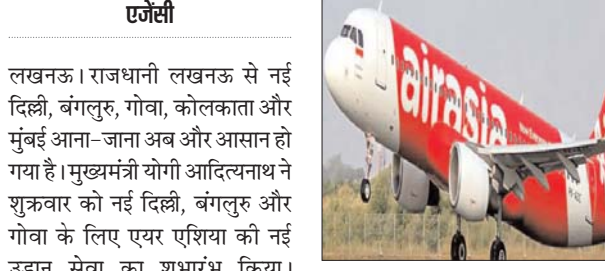 एजेंसी
लखनऊ। राजधानी लखनऊ से नई
दिल्ली, बंगलुरु, गोवा, कोलकाता और
मुंबई आना-जाना अब और आसान हो
गया है। मुख्यमंत्री योगी आदित्यनाथ ने
शुक्रवार को नई दिल्ली, बंगलुरु और
गोवा के लिए एयर एशिया की नई
उड़ान सेवा का शुभारंभ किया।
airasia